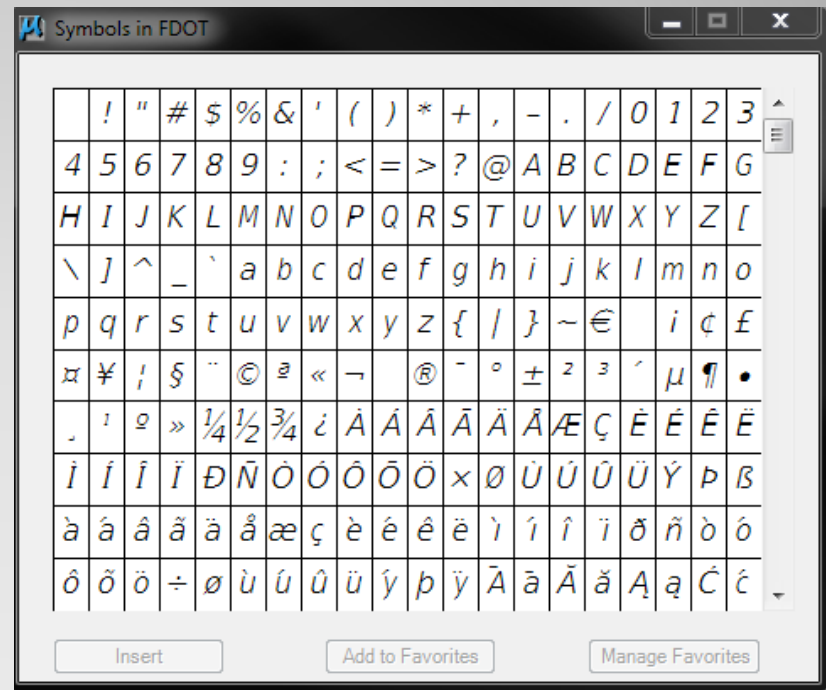 Symbols in FDOT
! " # $ % & ' ( ) * + , - . / 0 1 2 3
4 5 6 7 8 9 : ; < = > ? @ A B C D E F G
H I J K L M N O P Q R S T U V W X Y Z [
\ ] ^ _ ` a b c d e f g h i j k l m n o
p q r s t u v w x y z { | } ~ € ¡ ¢ £
¤ ¥ ¦ § ¨ © ª « ¬ ® ¯ ° ± ² ³ ´ µ ¶ •
¸ ¹ º » ¼ ½ ¾ ¿ À Á Â Ã Ä Å Æ Ç È É Ê Ë
Ì Í Î Ï Ð Ñ Ò Ó Ô Õ Ö × Ø Ù Ú Û Ü Ý Þ ß
à á â ã ä å æ ç è é ê ë ì í î ï ð ñ ò ó
ô õ ö ÷ ø ù ú û ü ý þ ÿ Ā ā Ă ă Ą ą Ć ć
Insert Add to Favorites Manage Favorites